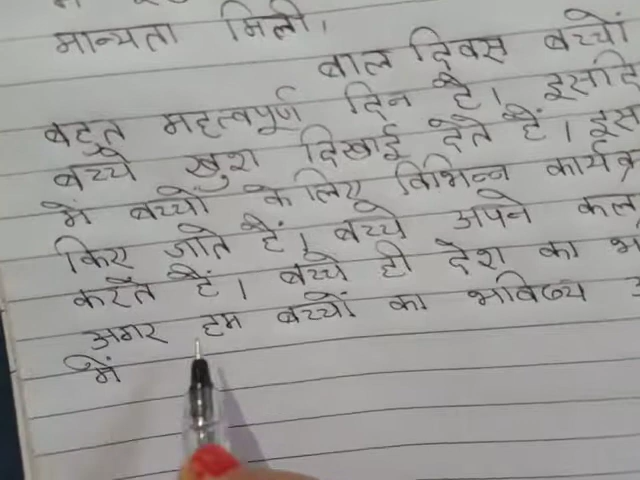 मान्यता मिली।
बाल दिवस बच्चों
बहुत महत्वपूर्ण दिन है। इसदि
बच्चे खुश दिखाई देते हैं। इस
में बच्चों के लिए विभिन्न कार्यक्र
किए जाते हैं। बच्चे अपने कल
करते हैं। बच्चे ही देश का भ
अगर हम बच्चों का भविष्य
में